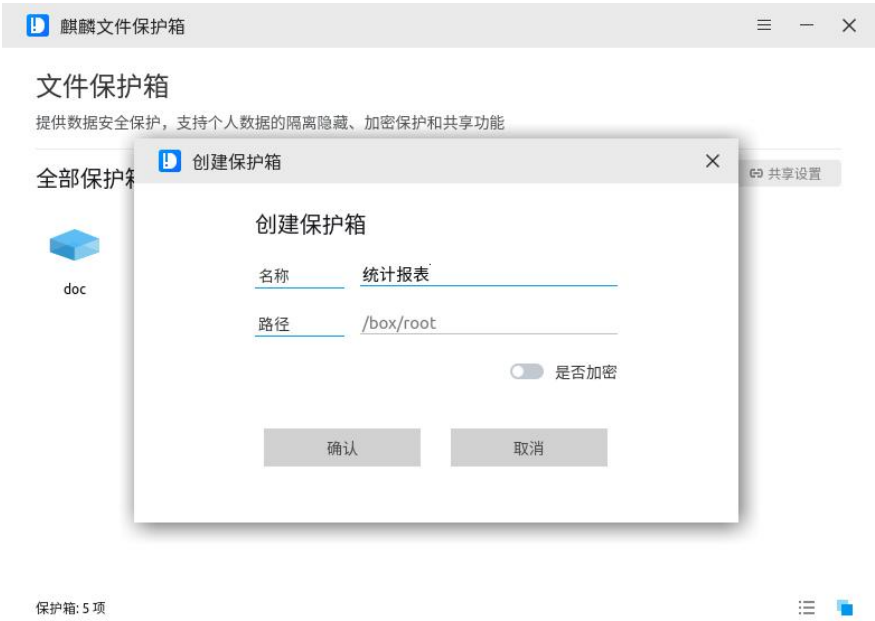 麒麟文件保护箱
文件保护箱
提供数据安全保护，支持个人数据的隔离隐藏、加密保护和共享功能
全部保护箱
共享设置
doc
创建保护箱
创建保护箱
名称 统计报表
路径 /box/root
是否加密
确认 取消
保护箱: 5 项